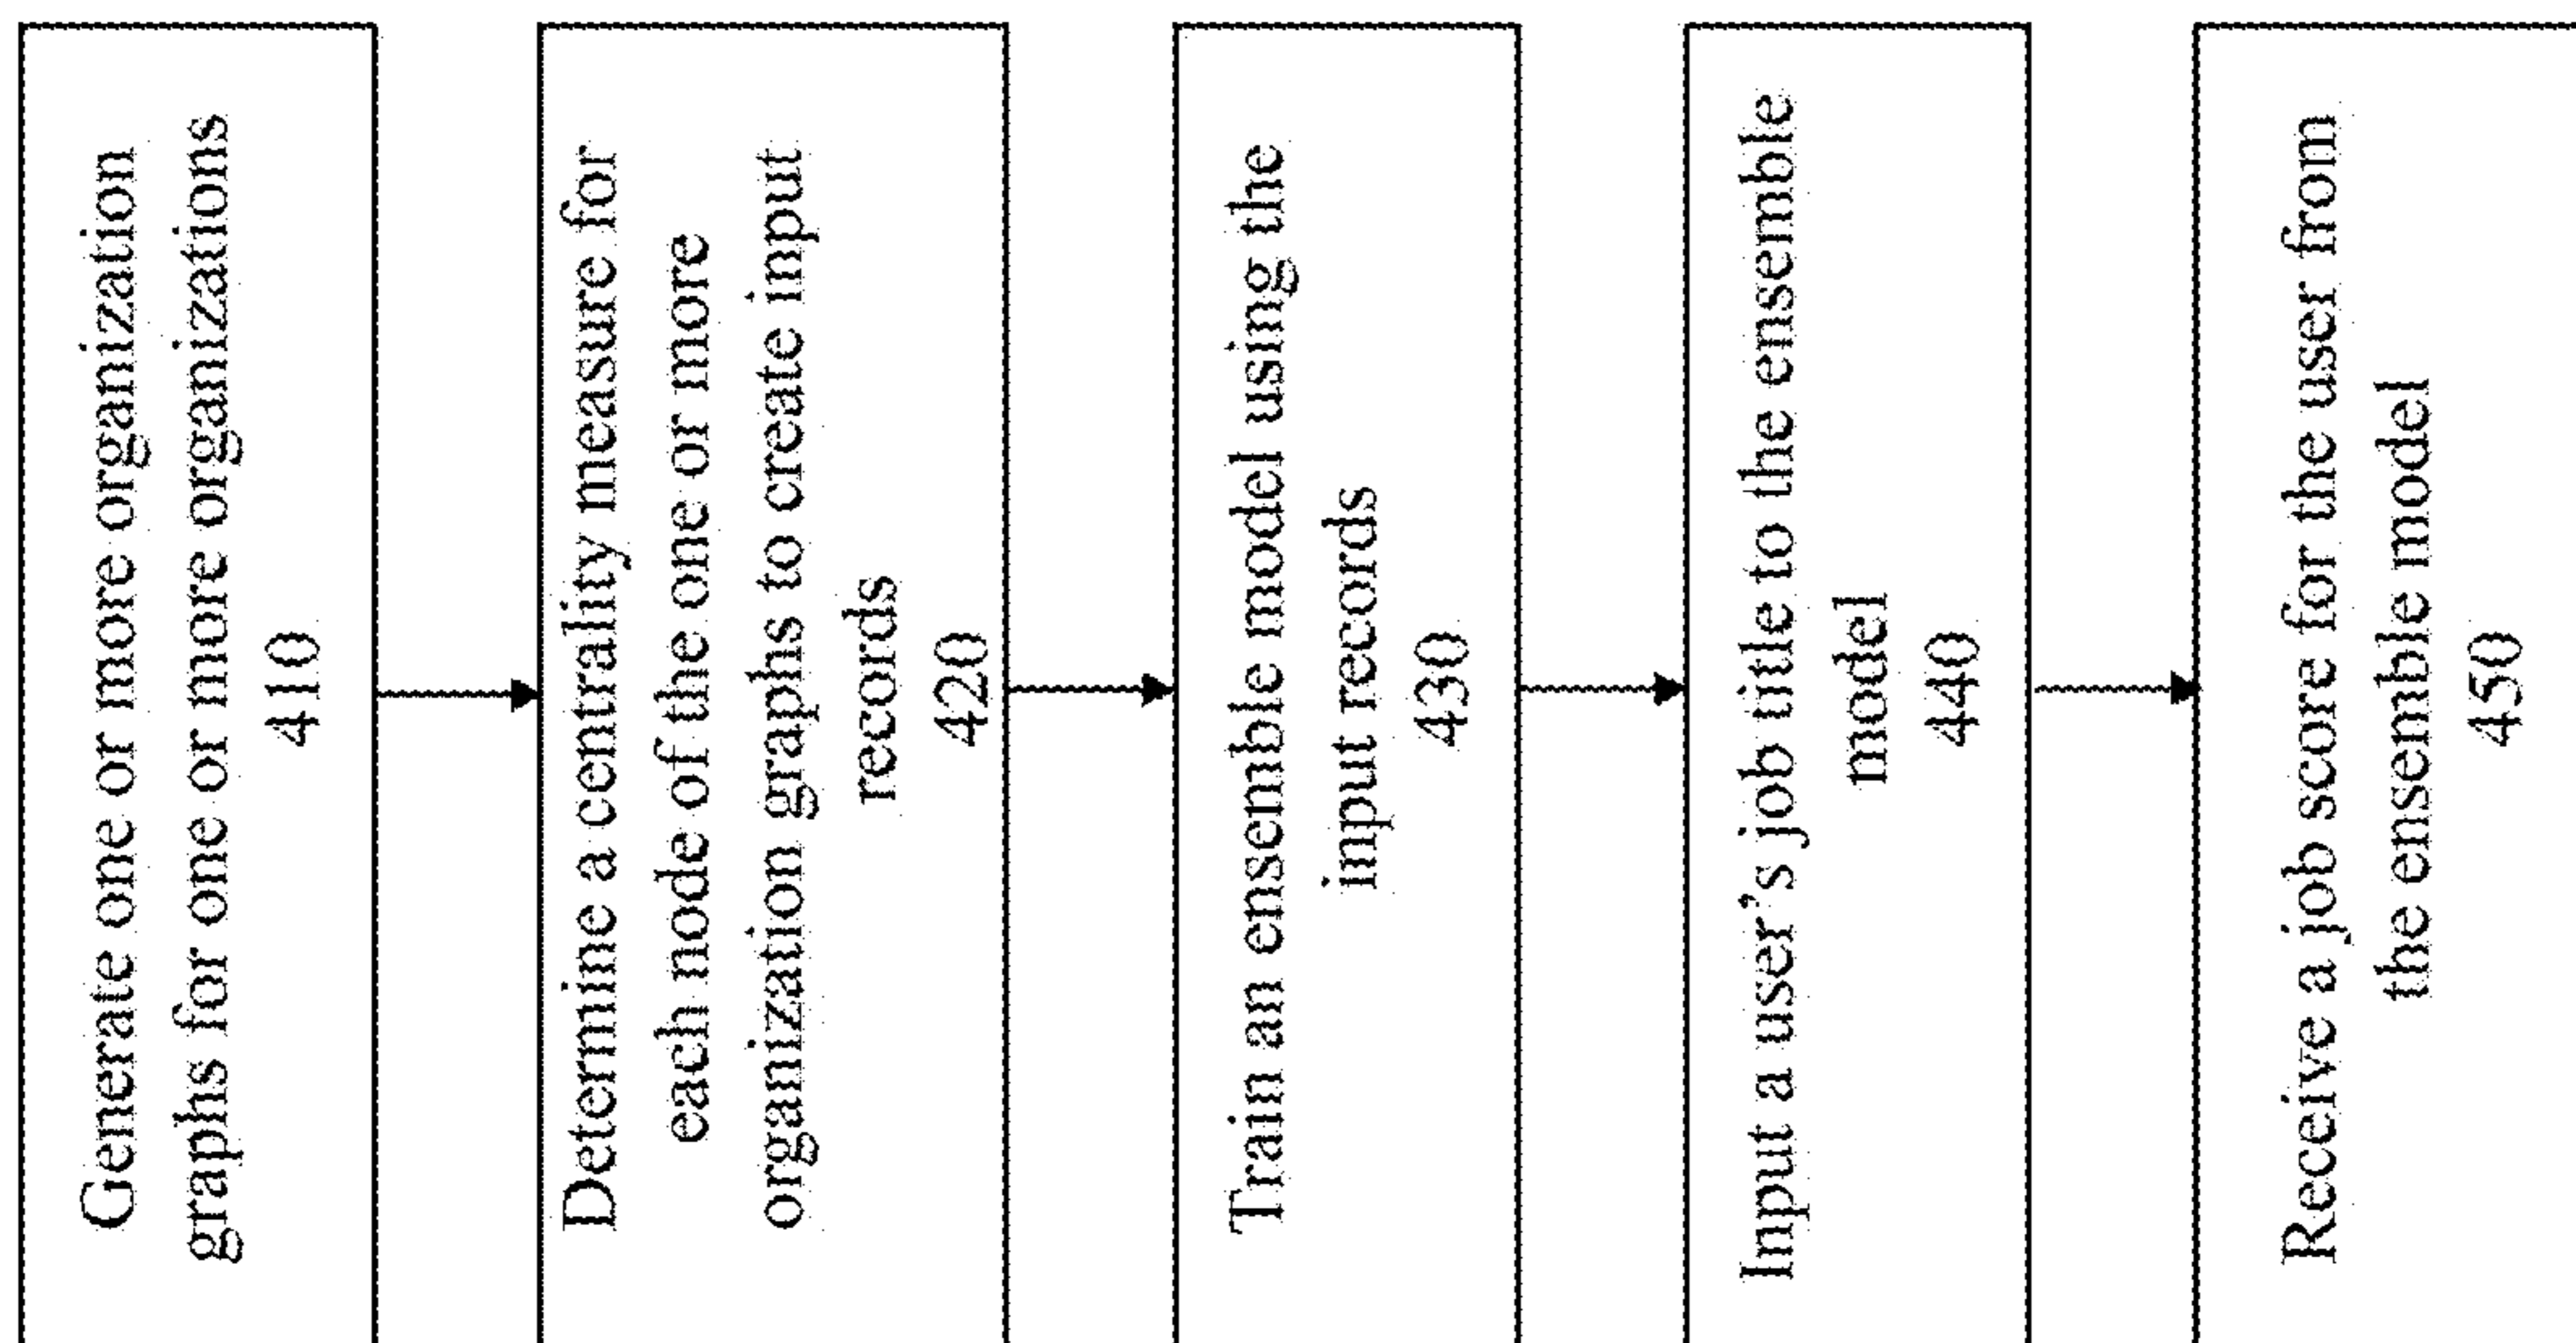 Generate one or more organization
graphs for one or more organizations
410
Determine a centrality measure for
each node of the one or more
organization graphs to create input
records
420
Train an ensemble model using the
input records
430
Input a user's job title to the ensemble
model
440
Receive a job score for the user from
the ensemble model
450